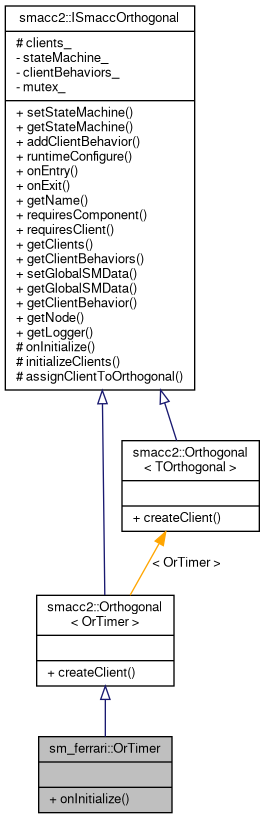 smacc2::ISmaccOrthogonal
# clients_
- stateMachine_
- clientBehaviors_
- mutex_
+ setStateMachine()
+ getStateMachine()
+ addClientBehavior()
+ runtimeConfigure()
+ onEntry()
+ onExit()
+ getName()
+ requiresComponent()
+ requiresClient()
+ getClients()
+ getClientBehaviors()
+ setGlobalSMData()
+ getGlobalSMData()
+ getClientBehavior()
+ getNode()
+ getLogger()
# onInitialize()
# initializeClients()
# assignClientToOrthogonal()
smacc2::Orthogonal
< TOrthogonal >
+ createClient()
< OrTimer >
smacc2::Orthogonal
< OrTimer >
+ createClient()
sm_ferrari::OrTimer
+ onInitialize()